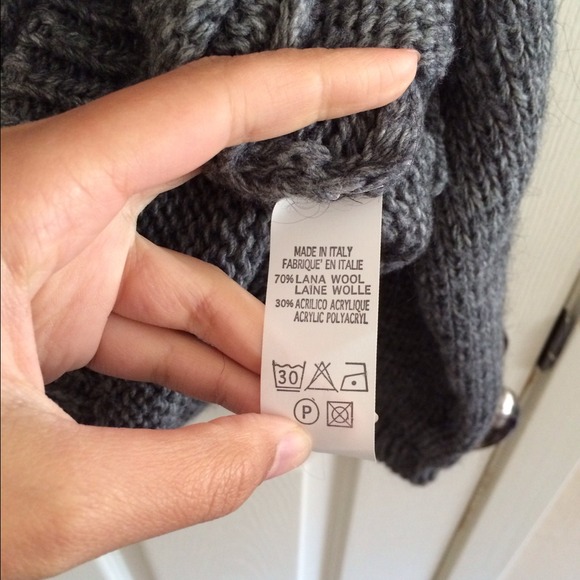 MADE IN ITALY
FABRIQUE' EN ITALIE
70% LANA WOOL
LAINE WOLLE
30% ACRILICO ACRYLIQUE
ACRYLIC POLYACRYL
30
P